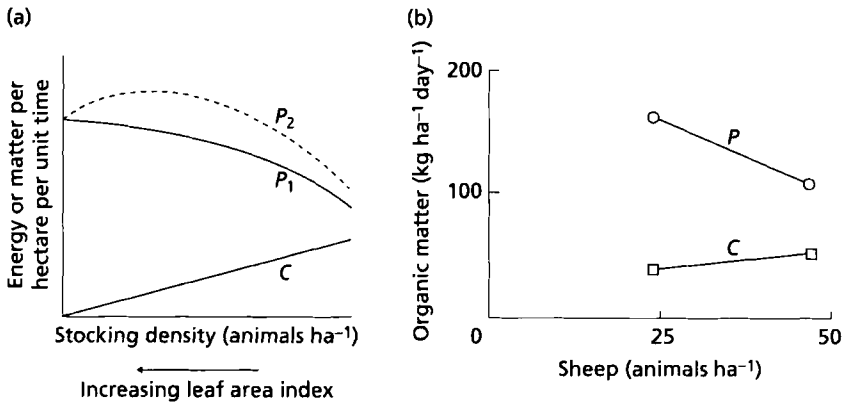 (a)
Energy or matter per
hectare per unit time
P₂
P₁
C
Stocking density (animals ha⁻¹)
Increasing leaf area index
(b)
Organic matter (kg ha⁻¹ day⁻¹)
200
100
0
P
C
25
50
Sheep (animals ha⁻¹)